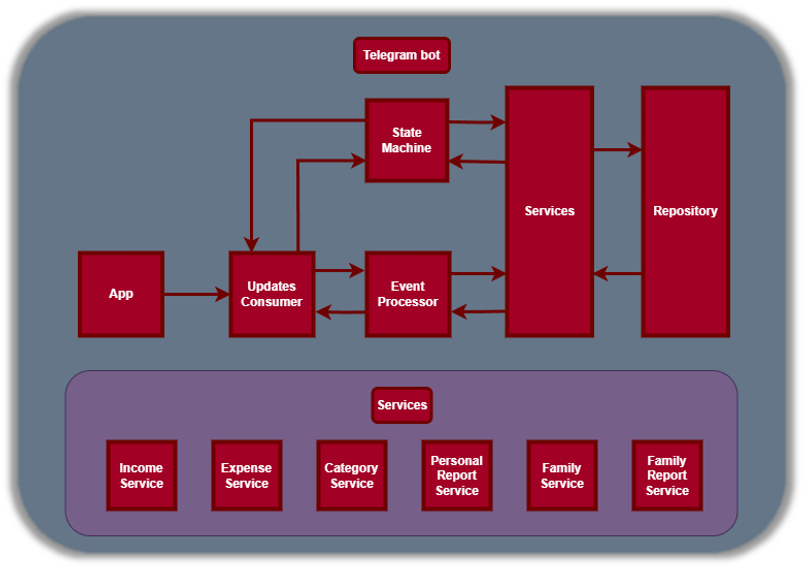 Telegram bot
State
Machine
Services
Repository
App
Updates
Consumer
Event
Processor
Services
Income
Service
Expense
Service
Category
Service
Personal
Report
Service
Family
Service
Family
Report
Service